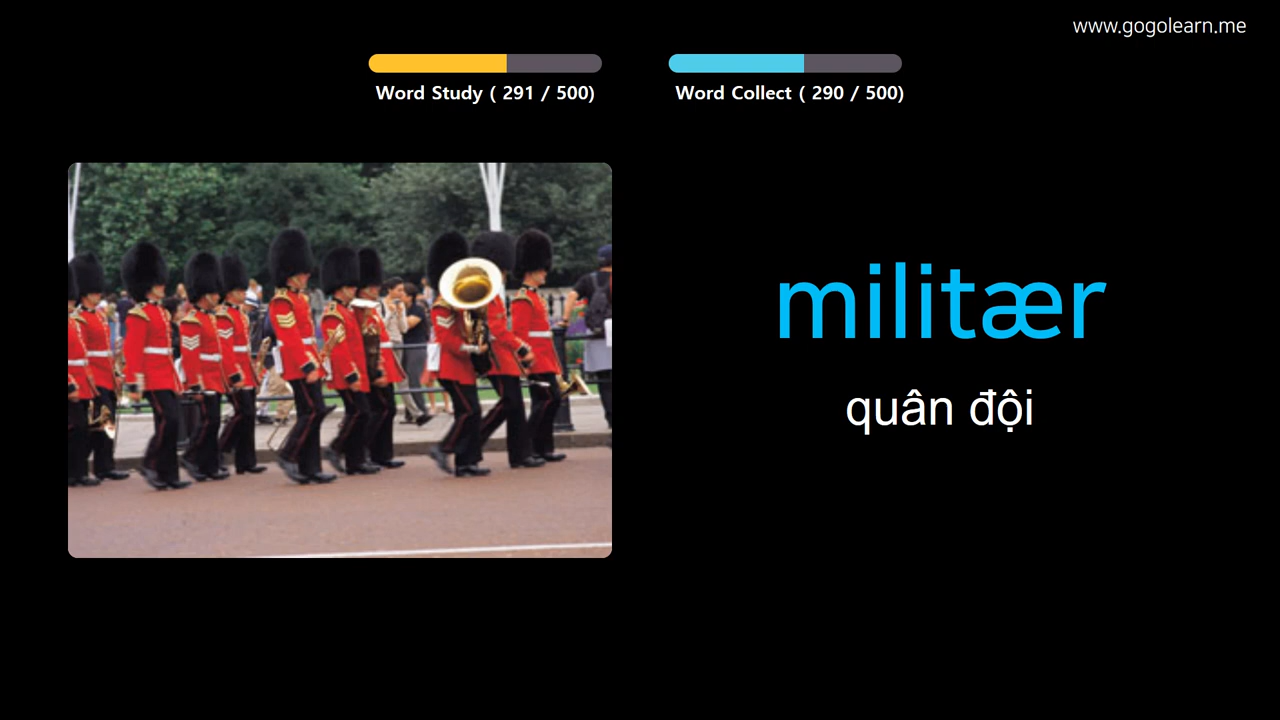 www.gogolearn.me
Word Study ( 291 / 500)
Word Collect ( 290 / 500)
militær
quân đội